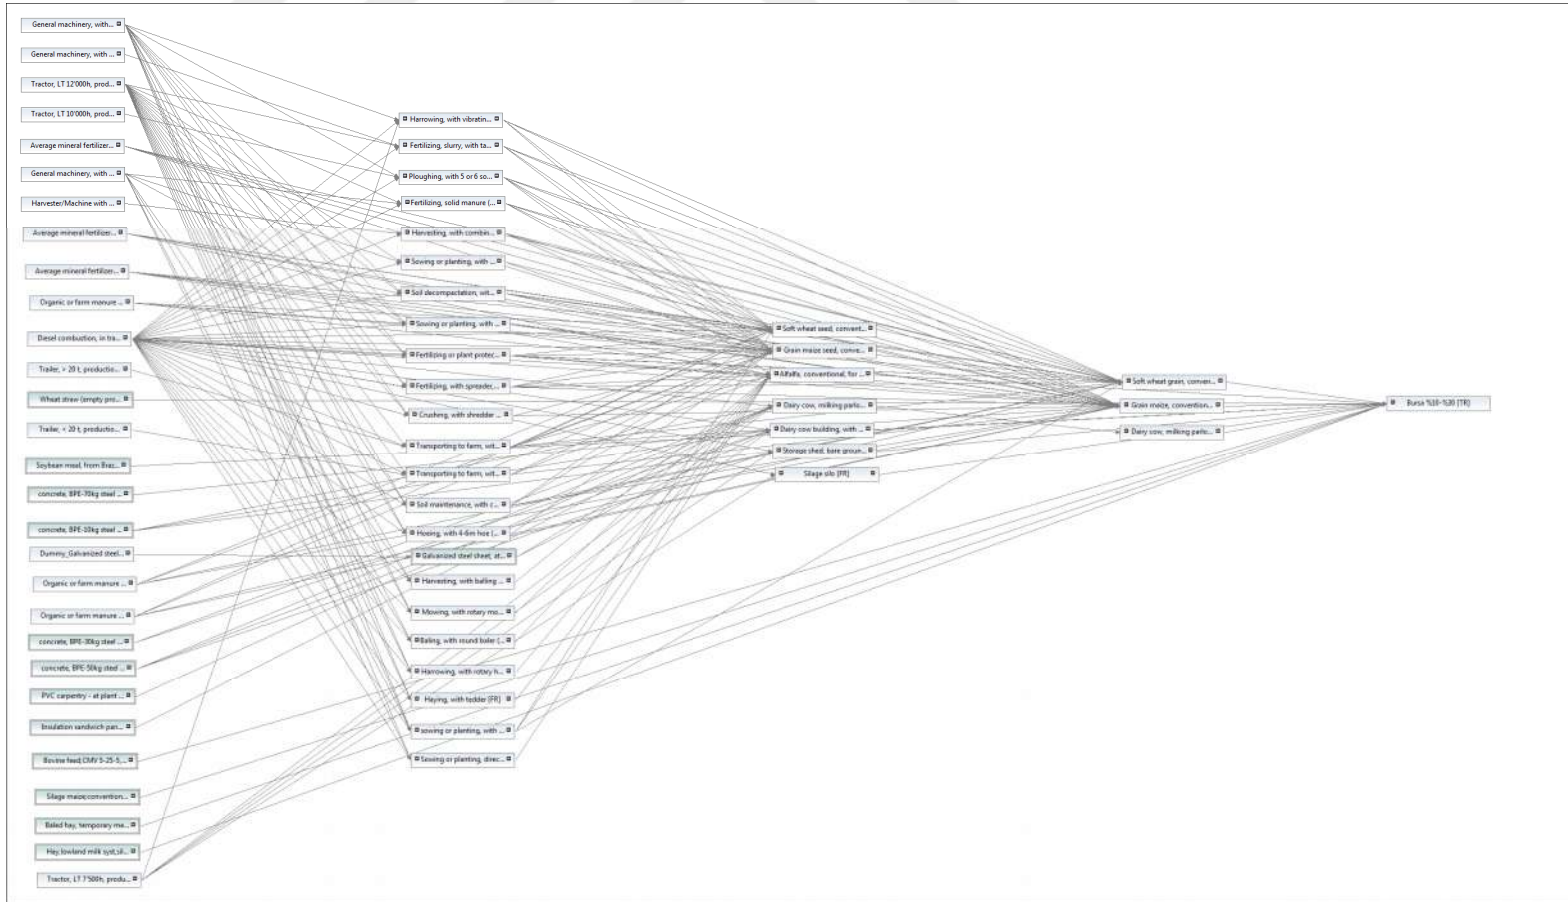 General machinery, with...
General machinery, with ...
Tractor, LT 12'000h, prod...
Tractor, LT 10'000h, prod...
Average mineral fertilizer...
General machinery, with ...
Harvester/Machine with ...
Average mineral fertilizer...
Average mineral fertilizer...
Organic or farm manure ...
Diesel combustion, in tra...
Trailer, > 20 t, productio...
Wheat straw (empty pro...
Trailer, < 20 t, productio...
Soybean meal, from Braz...
concrete, BPE-70kg steel ...
concrete, BPE-10kg steel ...
Dummy_Galvanized steel...
Organic or farm manure ...
Organic or farm manure ...
concrete, BPE-30kg steel ...
concrete, BPE-50kg steel ...
PVC carpentry - at plant ...
Insulation sandwich pan...
Bovine feed, CMV 5-25-5,...
Silage maize,convention...
Baled hay, temporary me...
Hey,lowland milk syst,sil...
Tractor, LT 7'500h, produ...
Harrowing, with vibratin...
Fertilizing, slurry, with ta...
Ploughing, with 5 or 6 so...
Fertilizing, solid manure (...
Harvesting, with combin...
Sowing or planting, with ...
Soil decompactation, wit...
Sowing or planting, with ...
Fertilizing or plant protec...
Fertilizing, with spreader,...
Crushing, with shredder ...
Transporting to farm, wit...
Transporting to farm, wit...
Soil maintenance, with c...
Hoeing, with 4-6m hoe (...
Galvanized steel sheet, at...
Harvesting, with balling ...
Mowing, with rotary mo...
Baling, with round baler (...
Harrowing, with rotary h...
Haying, with tedder [FR]
sowing or planting, with ...
Sowing or planting, direc...
Soft wheat seed, convent...
Grain maize seed, conve...
Alfalfa, conventional, for ...
Dairy cow, milking parlo...
Dairy cow building, with ...
Storage shed, bare groun...
Silage silo [FR]
Soft wheat grain, conven...
Grain maize, convention...
Dairy cow, milking parlo...
Bursa %10-%30 [TR]